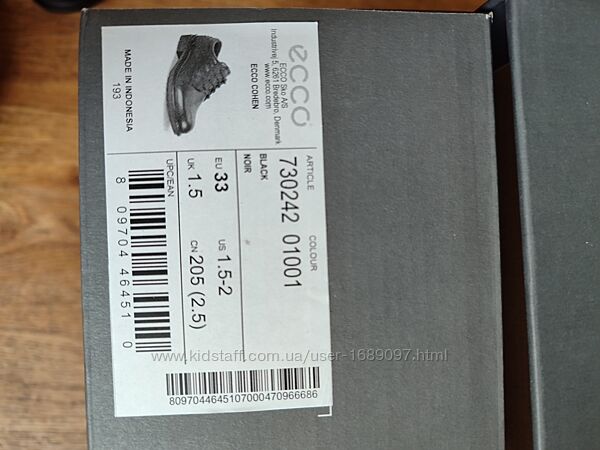 ecco
ECCO Sko A/S
Industrivej 5, 6261 Bredebro, Denmark
www.ecco.com
ECCO COHEN
MADE IN INDONESIA
193
ARTICLE COLOUR
730242 01001
BLACK
NOIR "
EU 33 US 1.5-2
UK 1.5 CN 205 (2.5)
UPC/EAN
8 09704 46451 0
809704464510700047096686
www.kidstaff.com.ua/user-1689097.html